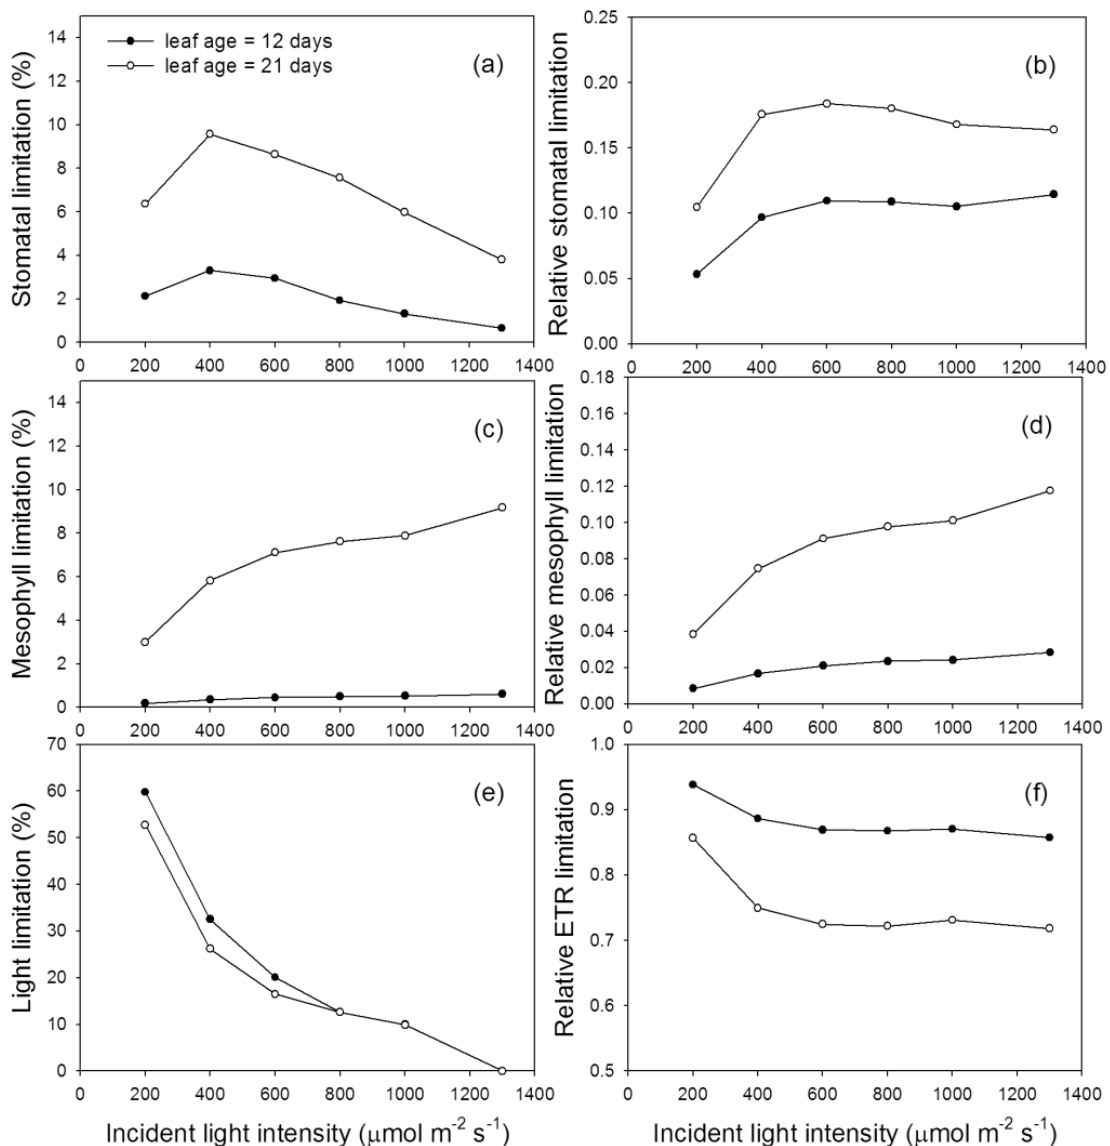 leaf age = 12 days
leaf age = 21 days
(a)
Stomatal limitation (%)
14
12
10
8
6
4
2
0
0 200 400 600 800 1000 1200 1400
(b)
Relative stomatal limitation
0.25
0.20
0.15
0.10
0.05
0.00
0 200 400 600 800 1000 1200 1400
(c)
Mesophyll limitation (%)
14
12
10
8
6
4
2
0
0 200 400 600 800 1000 1200 1400
(d)
Relative mesophyll limitation
0.18
0.16
0.14
0.12
0.10
0.08
0.06
0.04
0.02
0.00
0 200 400 600 800 1000 1200 1400
(e)
Light limitation (%)
70
60
50
40
30
20
10
0
0 200 400 600 800 1000 1200 1400
Incident light intensity (μmol m⁻² s⁻¹)
(f)
Relative ETR limitation
1.0
0.9
0.8
0.7
0.6
0.5
0 200 400 600 800 1000 1200 1400
Incident light intensity (μmol m⁻² s⁻¹)